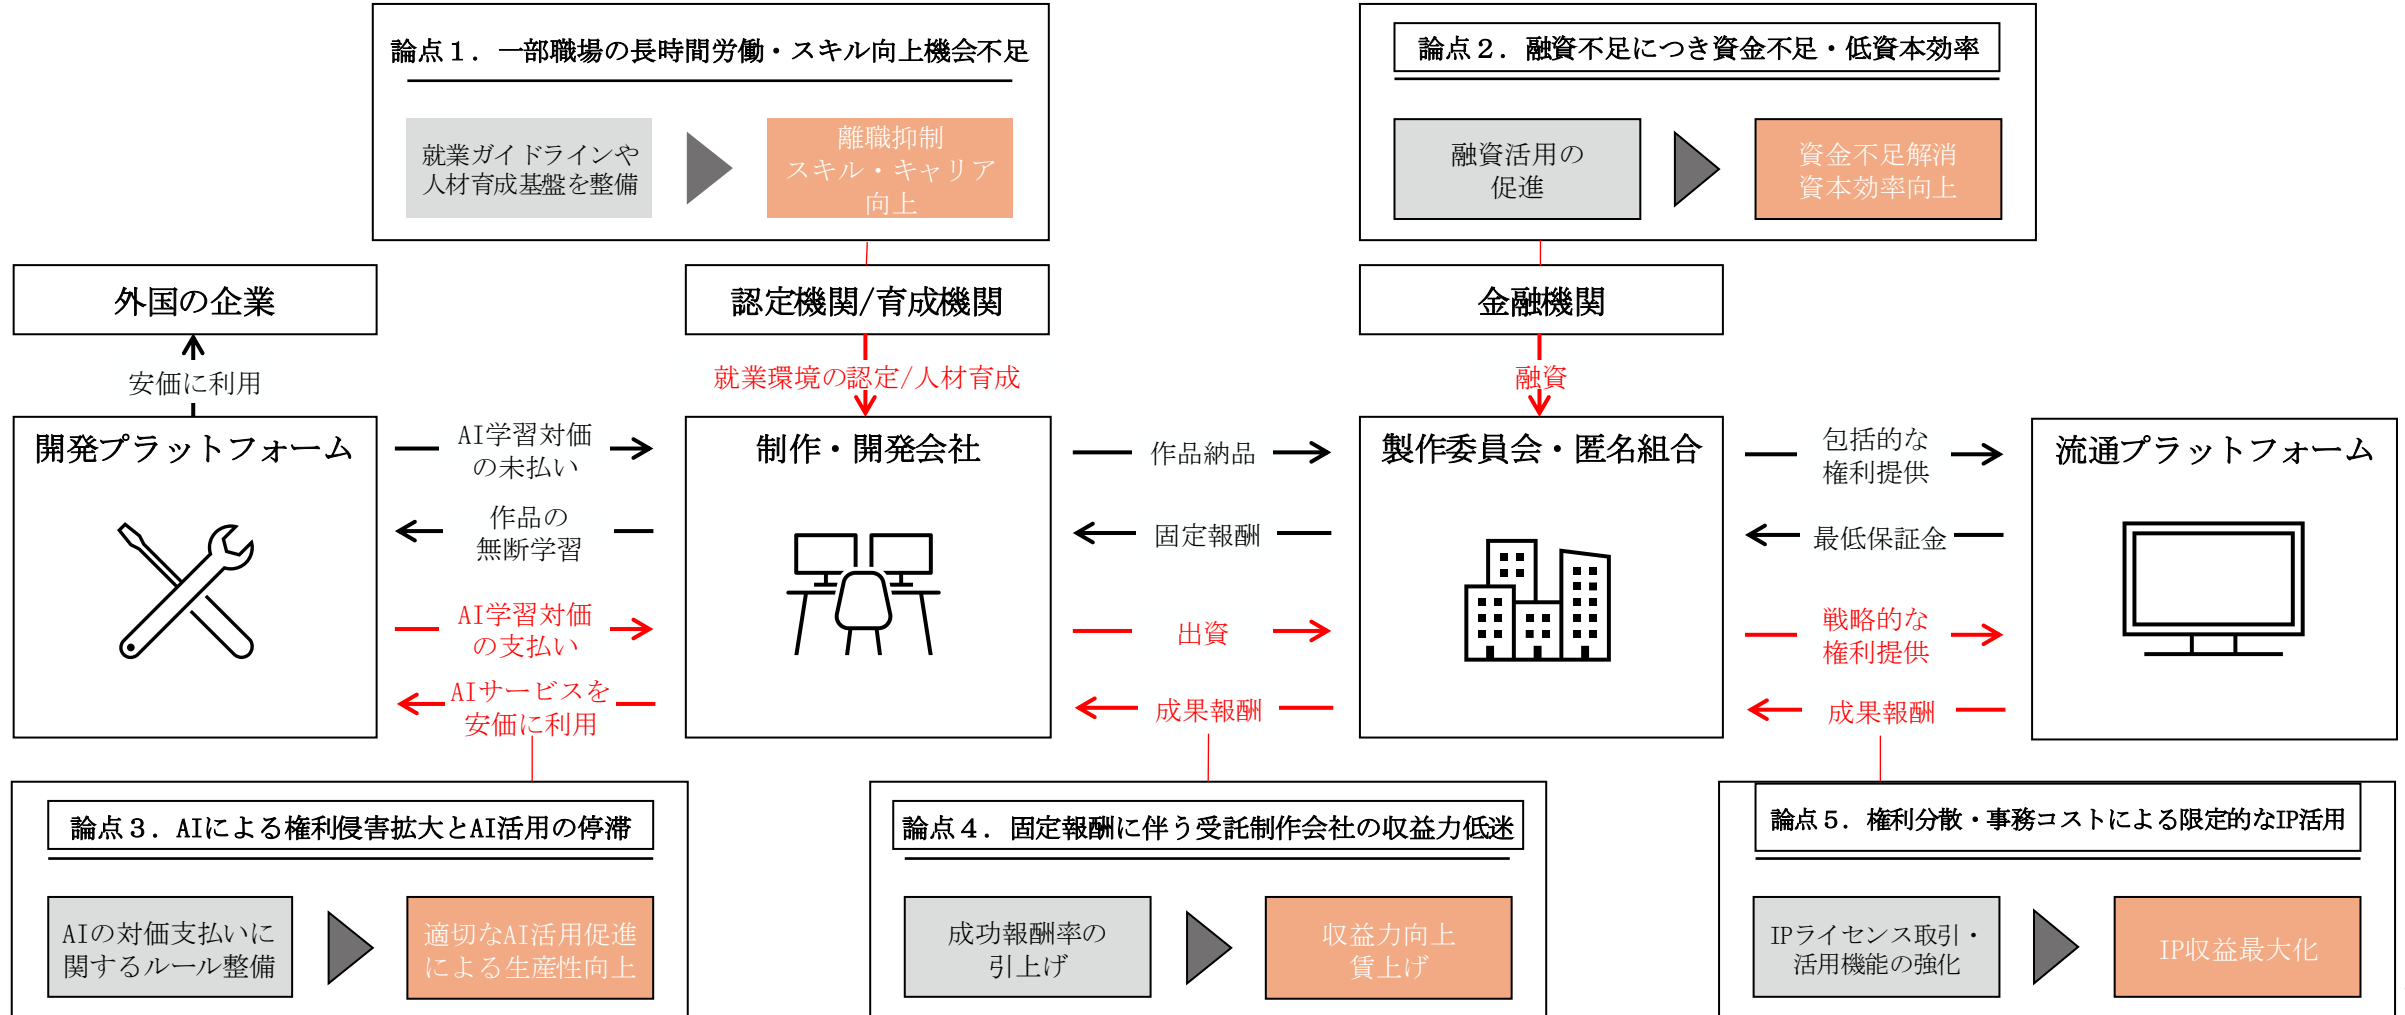 論点１．一部職場の長時間労働・スキル向上機会不足
就業ガイドラインや
人材育成基盤を整備
離職抑制
スキル・キャリア
向上
論点２．融資不足につき資金不足・低資本効率
融資活用の
促進
資金不足解消
資本効率向上
外国の企業
認定機関/育成機関
金融機関
安価に利用
就業環境の認定/人材育成
融資
開発プラットフォーム
AI学習対価
の未払い
作品の
無断学習
AI学習対価
の支払い
AIサービスを
安価に利用
制作・開発会社
作品納品
固定報酬
出資
成果報酬
製作委員会・匿名組合
包括的な
権利提供
最低保証金
戦略的な
権利提供
成果報酬
流通プラットフォーム
論点３．AIによる権利侵害拡大とAI活用の停滞
AIの対価支払いに
関するルール整備
適切なAI活用促進
による生産性向上
論点４．固定報酬に伴う受託制作会社の収益力低迷
成功報酬率の
引上げ
収益力向上
賃上げ
論点５．権利分散・事務コストによる限定的なIP活用
IPライセンス取引・
活用機能の強化
IP収益最大化